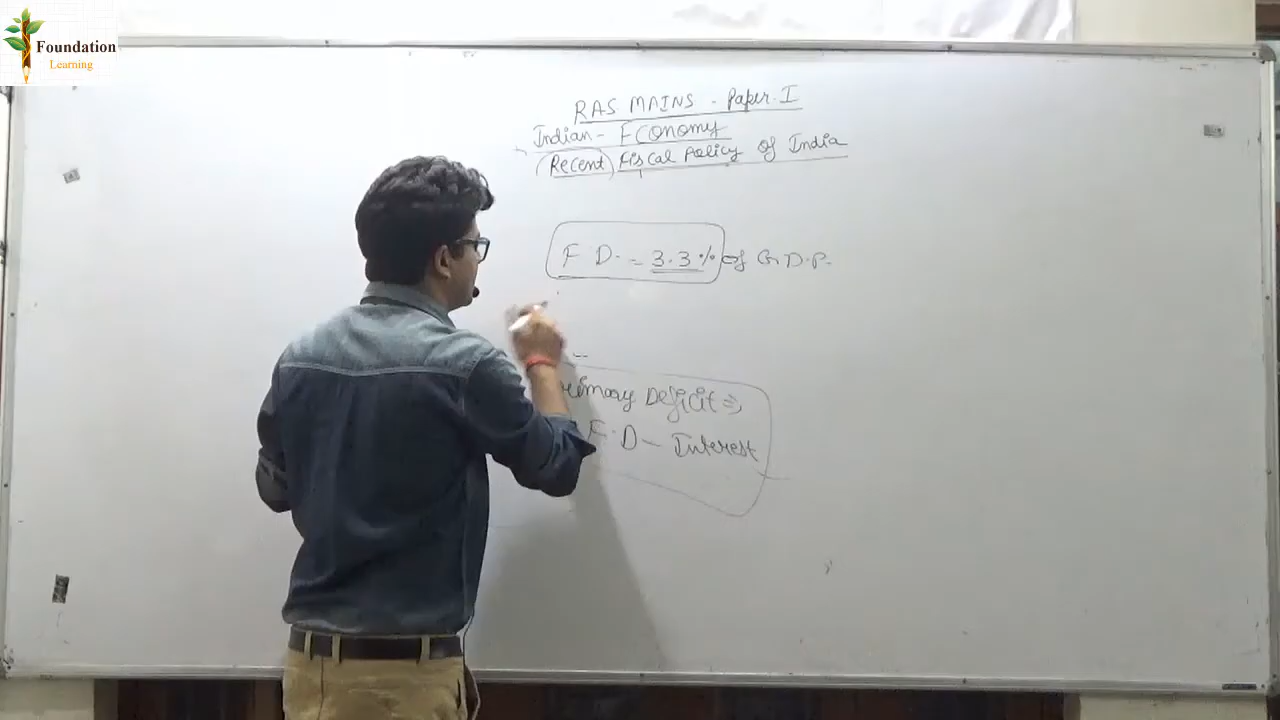 Foundation
Learning
RAS MAINS - Paper. I
Indian - Economy
(Recent) Fiscal Policy of India
F D. = 3.3 % of G.D.P.
Primary Deficit ⇒
F.D - Interest